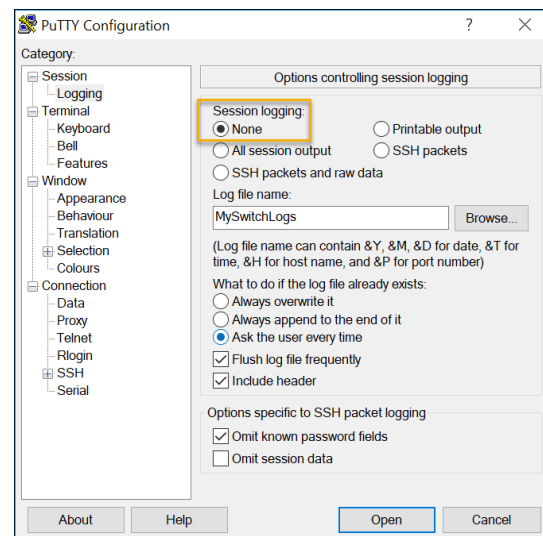 PuTTY Configuration
Category:
Session
Logging
Terminal
Keyboard
Bell
Features
Window
Appearance
Behaviour
Translation
Selection
Colours
Connection
Data
Proxy
Telnet
Rlogin
SSH
Serial
Options controlling session logging
Session logging:
None
Printable output
All session output
SSH packets
SSH packets and raw data
Log file name:
MySwitchLogs
Browse...
(Log file name can contain &Y, &M, &D for date, &T for
time, &H for host name, and &P for port number)
What to do if the log file already exists:
Always overwrite it
Always append to the end of it
Ask the user every time
Flush log file frequently
Include header
Options specific to SSH packet logging
Omit known password fields
Omit session data
About
Help
Open
Cancel